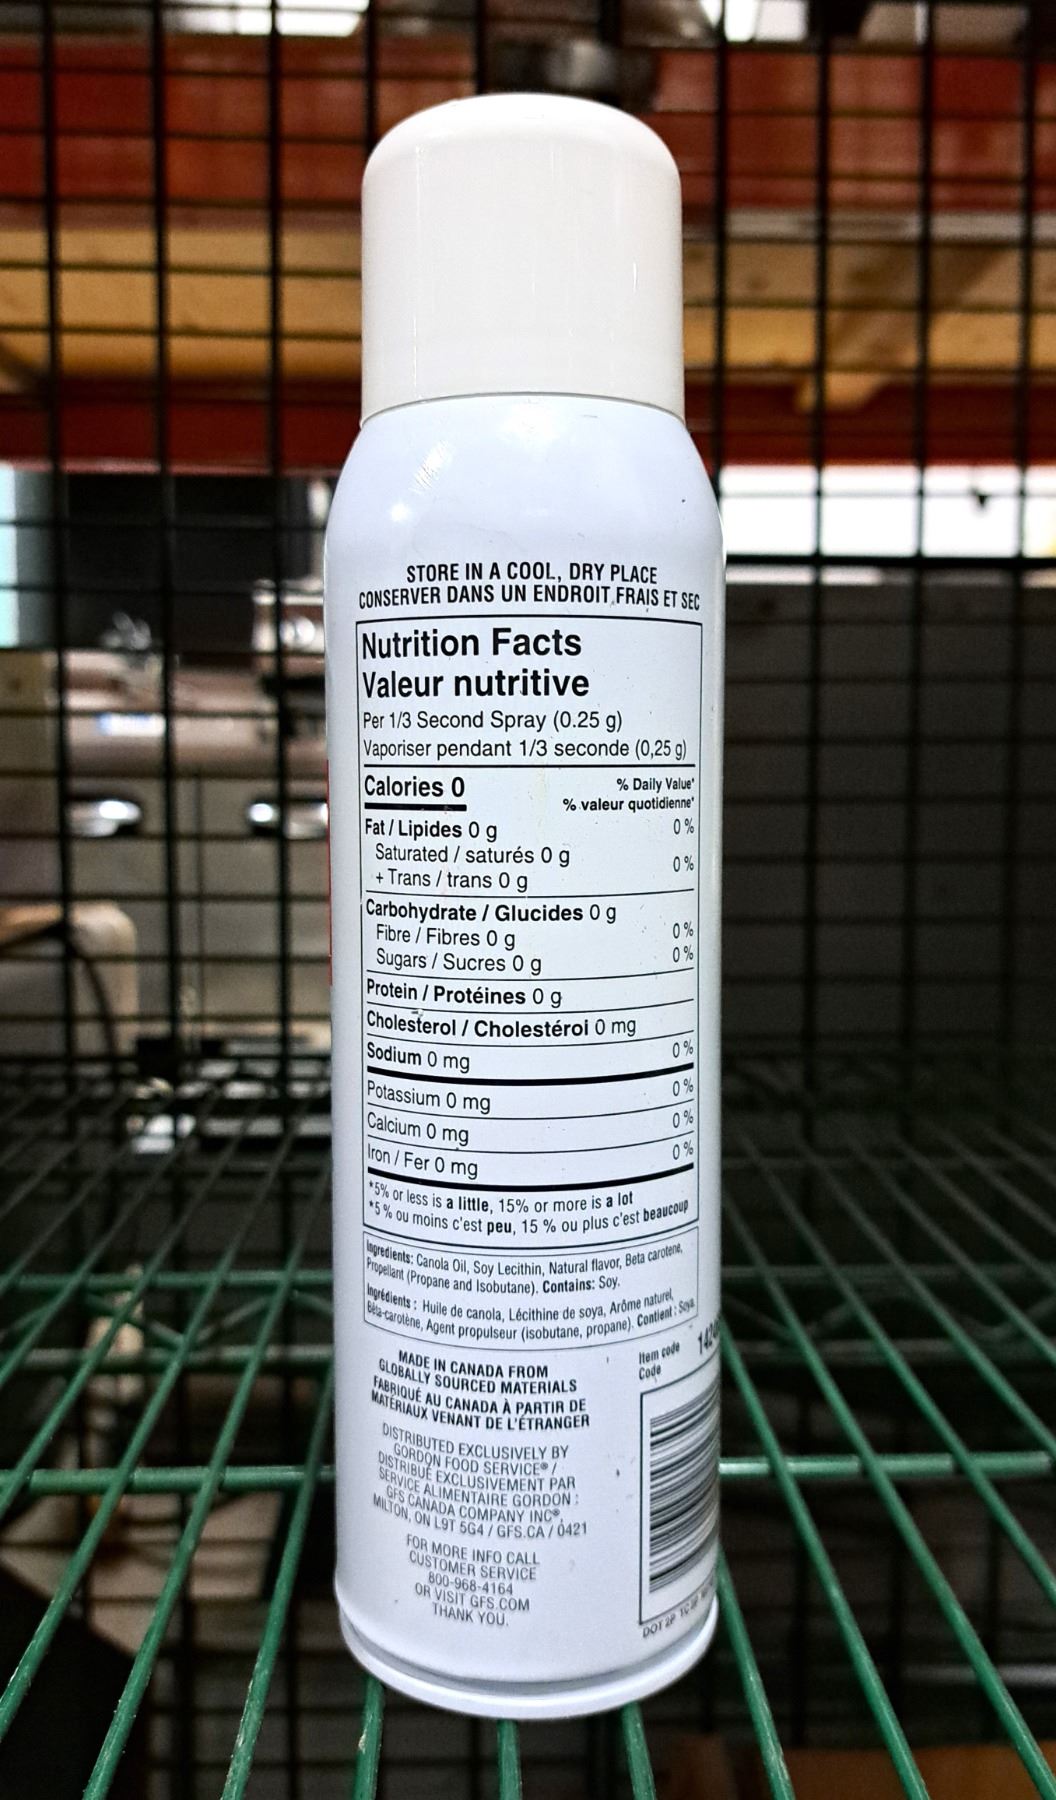 STORE IN A COOL, DRY PLACE
CONSERVER DANS UN ENDROIT FRAIS ET SEC
Nutrition Facts
Valeur nutritive
Per 1/3 Second Spray (0.25 g)
Vaporiser pendant 1/3 seconde (0,25 g)
Calories 0
% Daily Value*
% valeur quotidienne*
Fat / Lipides 0 g 0 %
Saturated / saturés 0 g
+ Trans / trans 0 g 0 %
Carbohydrate / Glucides 0 g
Fibre / Fibres 0 g 0 %
Sugars / Sucres 0 g 0 %
Protein / Protéines 0 g
Cholesterol / Cholestéroi 0 mg
Sodium 0 mg 0 %
Potassium 0 mg 0 %
Calcium 0 mg 0 %
Iron / Fer 0 mg 0 %
*5% or less is a little, 15% or more is a lot
*5 % ou moins c'est peu, 15 % ou plus c'est beaucoup
Ingredients: Canola Oil, Soy Lecithin, Natural flavor, Beta carotene,
Propellant (Propane and Isobutane). Contains: Soy.
Ingrédients : Huile de canola, Lécithine de soya, Arôme naturel,
Bêta-carotène, Agent propulseur (isobutane, propane). Contient : Soya.
MADE IN CANADA FROM
GLOBALLY SOURCED MATERIALS
FABRIQUÉ AU CANADA À PARTIR DE
MATÉRIAUX VENANT DE L'ÉTRANGER
DISTRIBUTED EXCLUSIVELY BY
GORDON FOOD SERVICE® /
DISTRIBUÉ EXCLUSIVEMENT PAR
SERVICE ALIMENTAIRE GORDON :
GFS CANADA COMPANY INC®,
MILTON, ON L9T 5G4 / GFS.CA / 0421
FOR MORE INFO CALL
CUSTOMER SERVICE
800-968-4164
OR VISIT GFS.COM
THANK YOU.
Item code
Code
DOT 2P